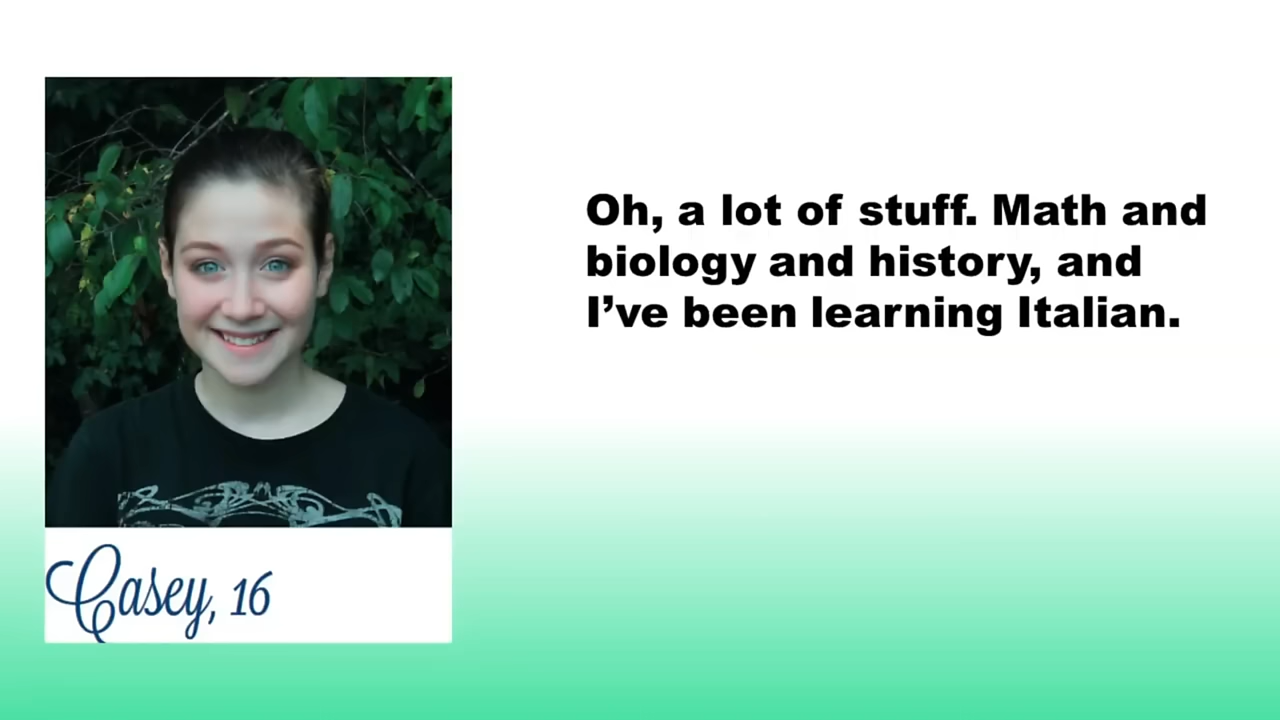 Oh, a lot of stuff. Math and
biology and history, and
I’ve been learning Italian.
Casey, 16